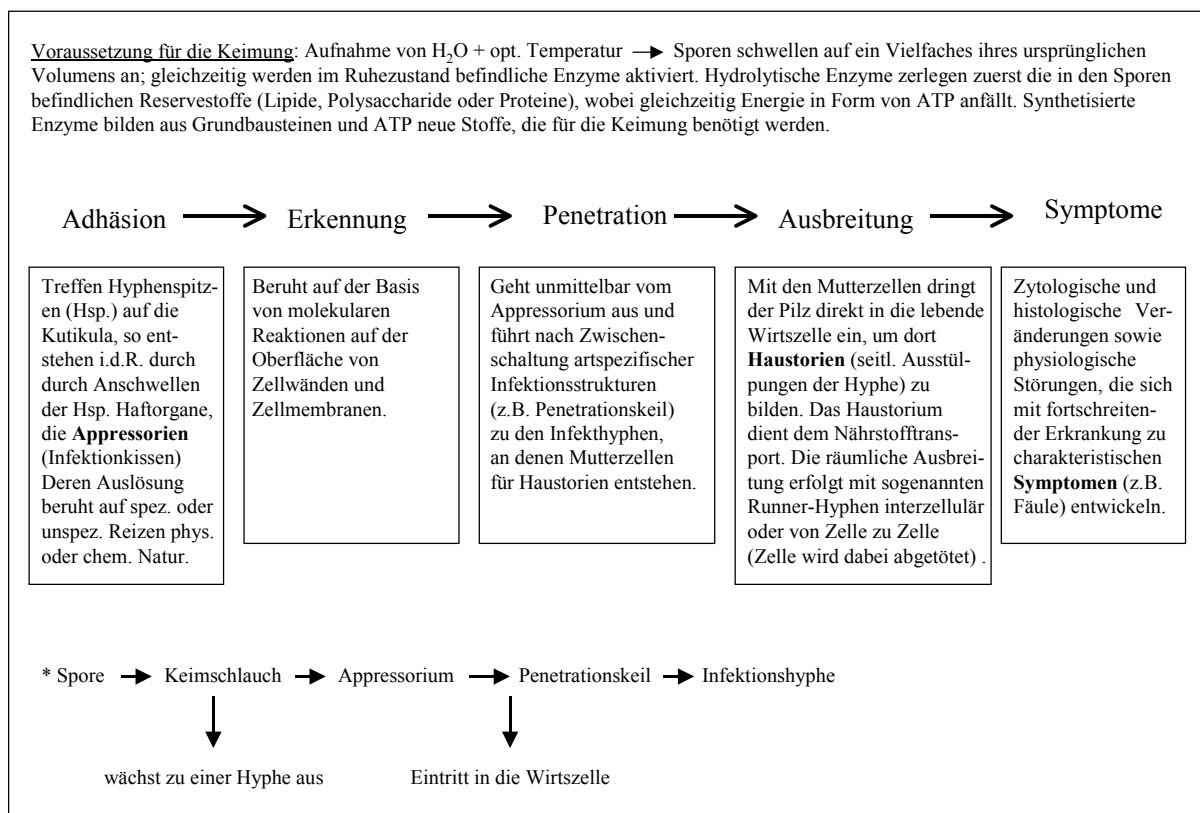 Voraussetzung für die Keimung: Aufnahme von H₂O + opt. Temperatur → Sporen schwellen auf ein Vielfaches ihres ursprünglichen
Volumens an; gleichzeitig werden im Ruhezustand befindliche Enzyme aktiviert. Hydrolytische Enzyme zerlegen zuerst die in den Sporen
befindlichen Reservestoffe (Lipide, Polysaccharide oder Proteine), wobei gleichzeitig Energie in Form von ATP anfällt. Synthetisierte
Enzyme bilden aus Grundbausteinen und ATP neue Stoffe, die für die Keimung benötigt werden.
Adhäsion → Erkennung → Penetration → Ausbreitung → Symptome
Treffen Hyphenspitz-
en (Hsp.) auf die
Kutikula, so ent-
stehen i.d.R. durch
durch Anschwellen
der Hsp. Haftorgane,
die Appressorien
(Infektionkissen)
Deren Auslösung
beruht auf spez. oder
unspez. Reizen phys.
oder chem. Natur.
Beruht auf der Basis
von molekularen
Reaktionen auf der
Oberfläche von
Zellwänden und
Zellmembranen.
Geht unmittelbar vom
Appressorium aus und
führt nach Zwischen-
schaltung artspezifischer
Infektionsstrukturen
(z.B. Penetrationskeil)
zu den Infekthyphen,
an denen Mutterzellen
für Haustorien entstehen.
Mit den Mutterzellen dringt
der Pilz direkt in die lebende
Wirtszelle ein, um dort
Haustorien (seitl. Ausstül-
pungen der Hyphe) zu
bilden. Das Haustorium
dient dem Nährstofftrans-
port. Die räumliche Ausbrei-
tung erfolgt mit sogenannten
Runner-Hyphen interzellulär
oder von Zelle zu Zelle
(Zelle wird dabei abgetötet) .
Zytologische und
histologische Ver-
änderungen sowie
physiologische
Störungen, die sich
mit fortschreiten-
der Erkrankung zu
charakteristischen
Symptomen (z.B.
Fäule) entwickeln.
* Spore → Keimschlauch → Appressorium → Penetrationskeil → Infektionshyphe
wächst zu einer Hyphe aus
Eintritt in die Wirtszelle